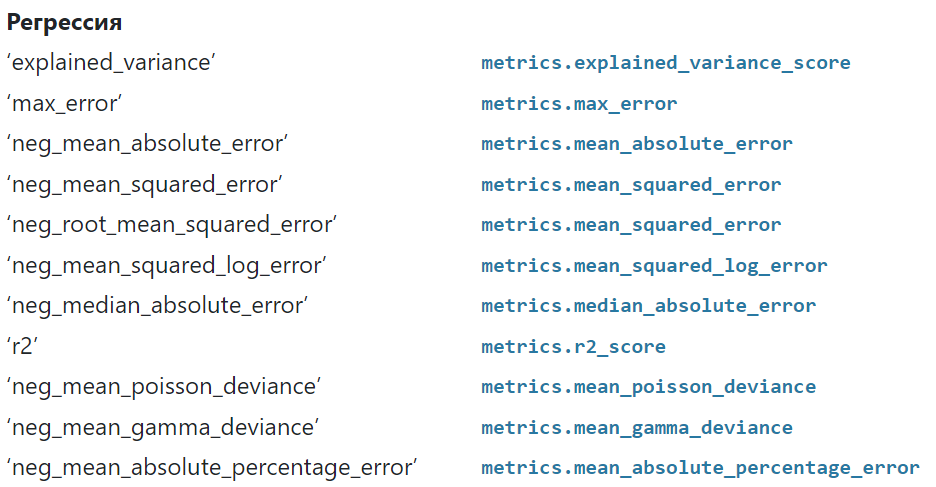 Регрессия
‘explained_variance’ metrics.explained_variance_score
‘max_error’ metrics.max_error
‘neg_mean_absolute_error’ metrics.mean_absolute_error
‘neg_mean_squared_error’ metrics.mean_squared_error
‘neg_root_mean_squared_error’ metrics.mean_squared_error
‘neg_mean_squared_log_error’ metrics.mean_squared_log_error
‘neg_median_absolute_error’ metrics.median_absolute_error
‘r2’ metrics.r2_score
‘neg_mean_poisson_deviance’ metrics.mean_poisson_deviance
‘neg_mean_gamma_deviance’ metrics.mean_gamma_deviance
‘neg_mean_absolute_percentage_error’ metrics.mean_absolute_percentage_error